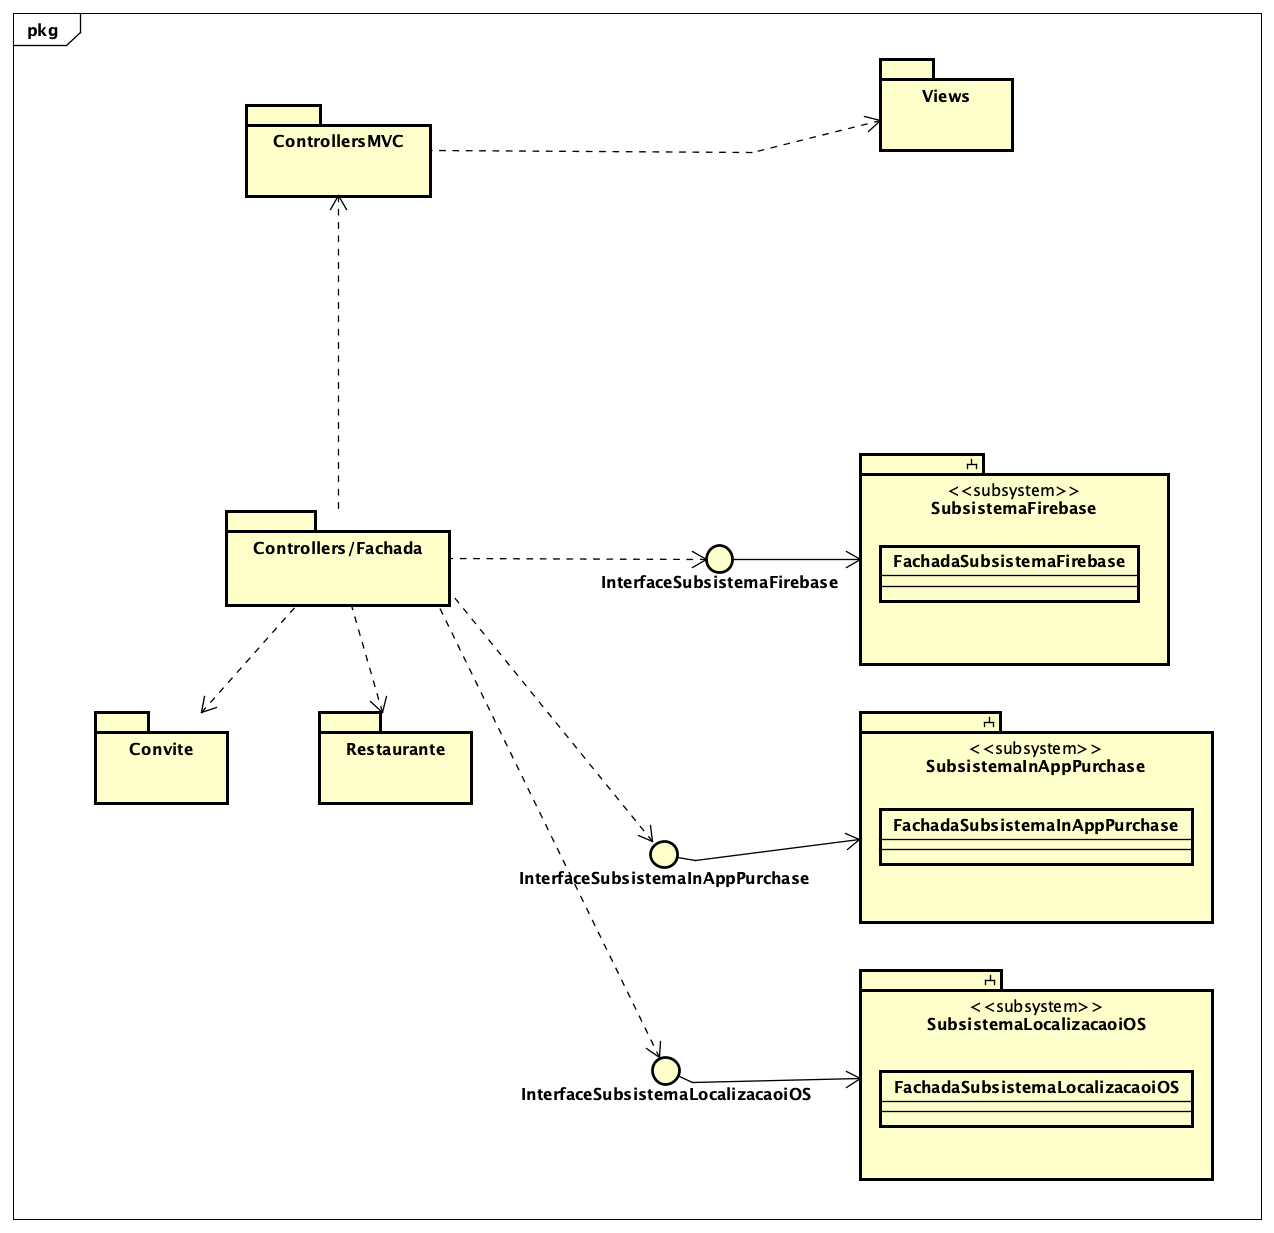 pkg
Views
ControllersMVC
<<subsystem>>
SubsistemaFirebase
Controllers/Fachada
FachadaSubsistemaFirebase
InterfaceSubsistemaFirebase
Convite
Restaurante
<<subsystem>>
SubsistemaInAppPurchase
FachadaSubsistemaInAppPurchase
InterfaceSubsistemaInAppPurchase
<<subsystem>>
SubsistemaLocalizacaoiOS
FachadaSubsistemaLocalizacaoiOS
InterfaceSubsistemaLocalizacaoiOS